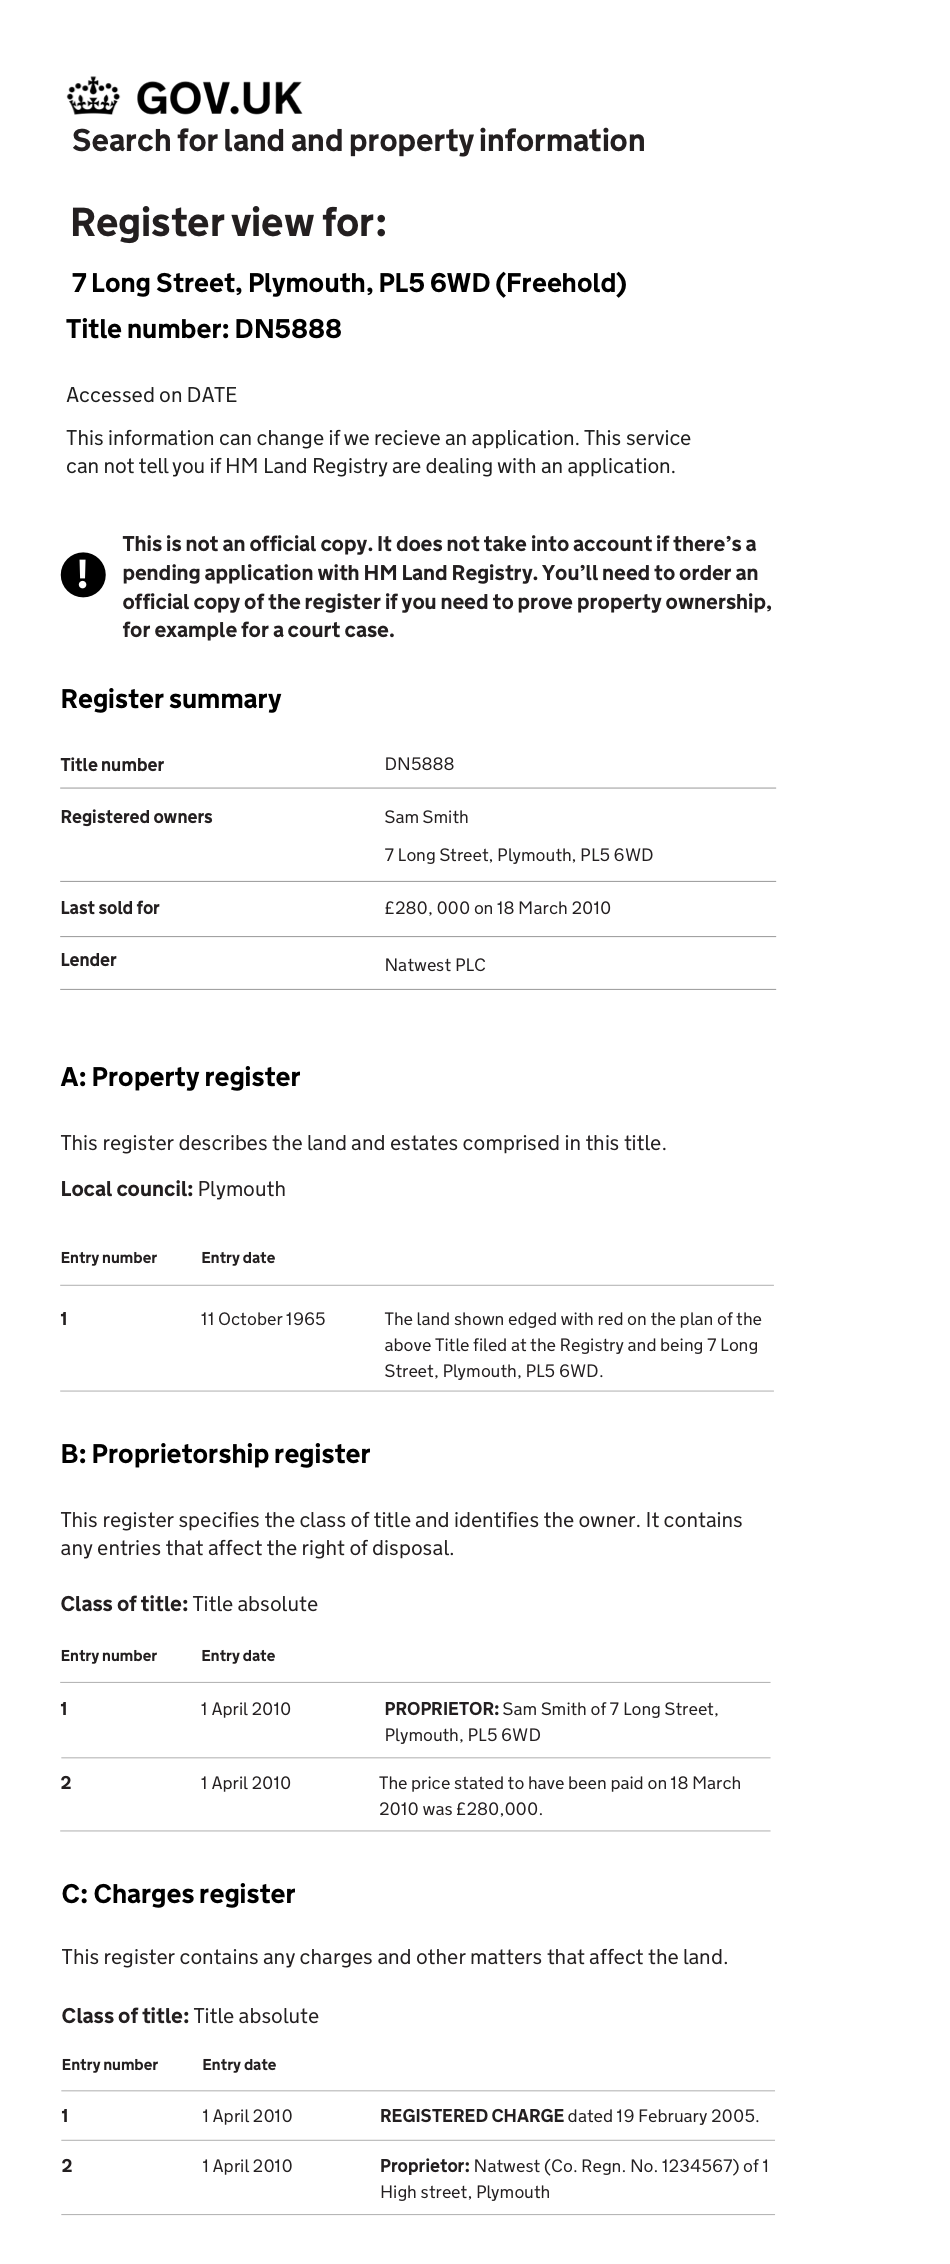 GOV.UK
Search for land and property information
Register view for:
7 Long Street, Plymouth, PL5 6WD (Freehold)
Title number: DN5888
Accessed on DATE
This information can change if we recieve an application. This service
can not tell you if HM Land Registry are dealing with an application.
This is not an official copy. It does not take into account if there’s a
pending application with HM Land Registry. You’ll need to order an
official copy of the register if you need to prove property ownership,
for example for a court case.
Register summary
Title number DN5888
Registered owners Sam Smith
7 Long Street, Plymouth, PL5 6WD
Last sold for £280, 000 on 18 March 2010
Lender Natwest PLC
A: Property register
This register describes the land and estates comprised in this title.
Local council: Plymouth
Entry number Entry date
1 11 October 1965 The land shown edged with red on the plan of the
above Title filed at the Registry and being 7 Long
Street, Plymouth, PL5 6WD.
B: Proprietorship register
This register specifies the class of title and identifies the owner. It contains
any entries that affect the right of disposal.
Class of title: Title absolute
Entry number Entry date
1 1 April 2010 PROPRIETOR: Sam Smith of 7 Long Street,
Plymouth, PL5 6WD
2 1 April 2010 The price stated to have been paid on 18 March
2010 was £280,000.
C: Charges register
This register contains any charges and other matters that affect the land.
Class of title: Title absolute
Entry number Entry date
1 1 April 2010 REGISTERED CHARGE dated 19 February 2005.
2 1 April 2010 Proprietor: Natwest (Co. Regn. No. 1234567) of 1
High street, Plymouth